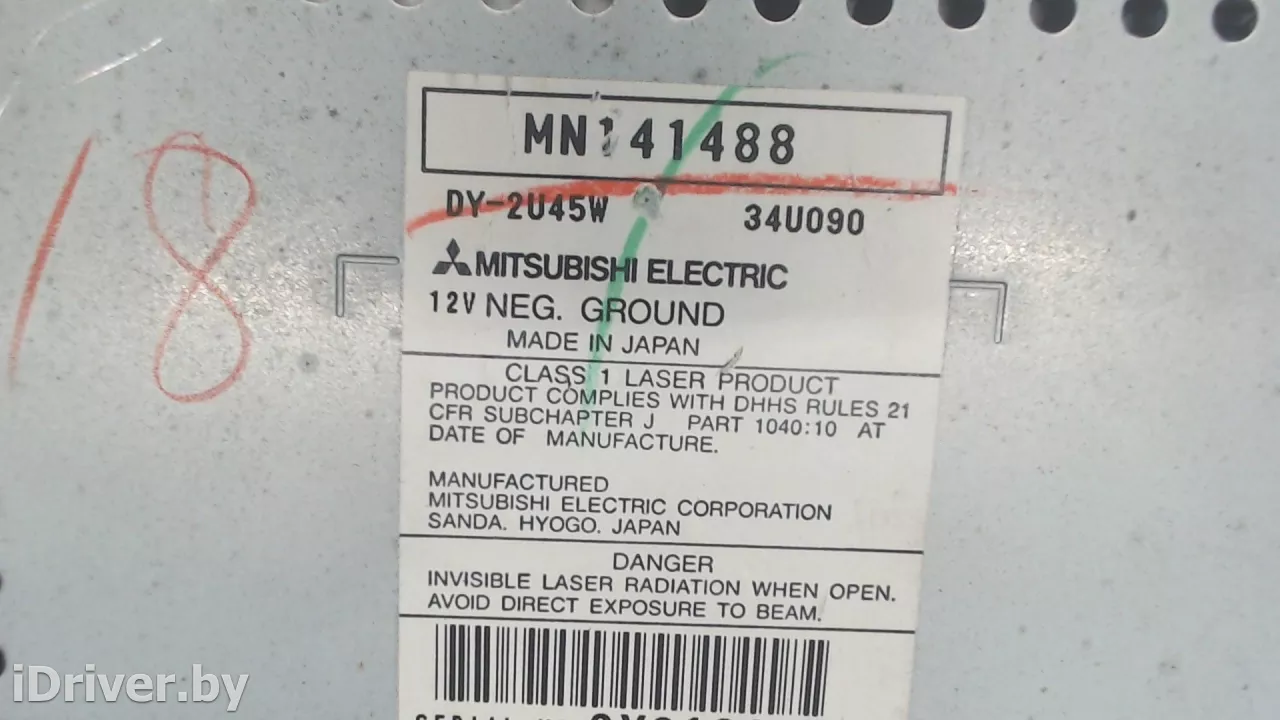 18
MN141488
DY-2U45W 34U090
MITSUBISHI ELECTRIC
12V NEG. GROUND
MADE IN JAPAN
CLASS 1 LASER PRODUCT
PRODUCT COMPLIES WITH DHHS RULES 21
CFR SUBCHAPTER J PART 1040:10 AT
DATE OF MANUFACTURE.
MANUFACTURED
MITSUBISHI ELECTRIC CORPORATION
SANDA. HYOGO. JAPAN
DANGER
INVISIBLE LASER RADIATION WHEN OPEN.
AVOID DIRECT EXPOSURE TO BEAM.
iDriver.by